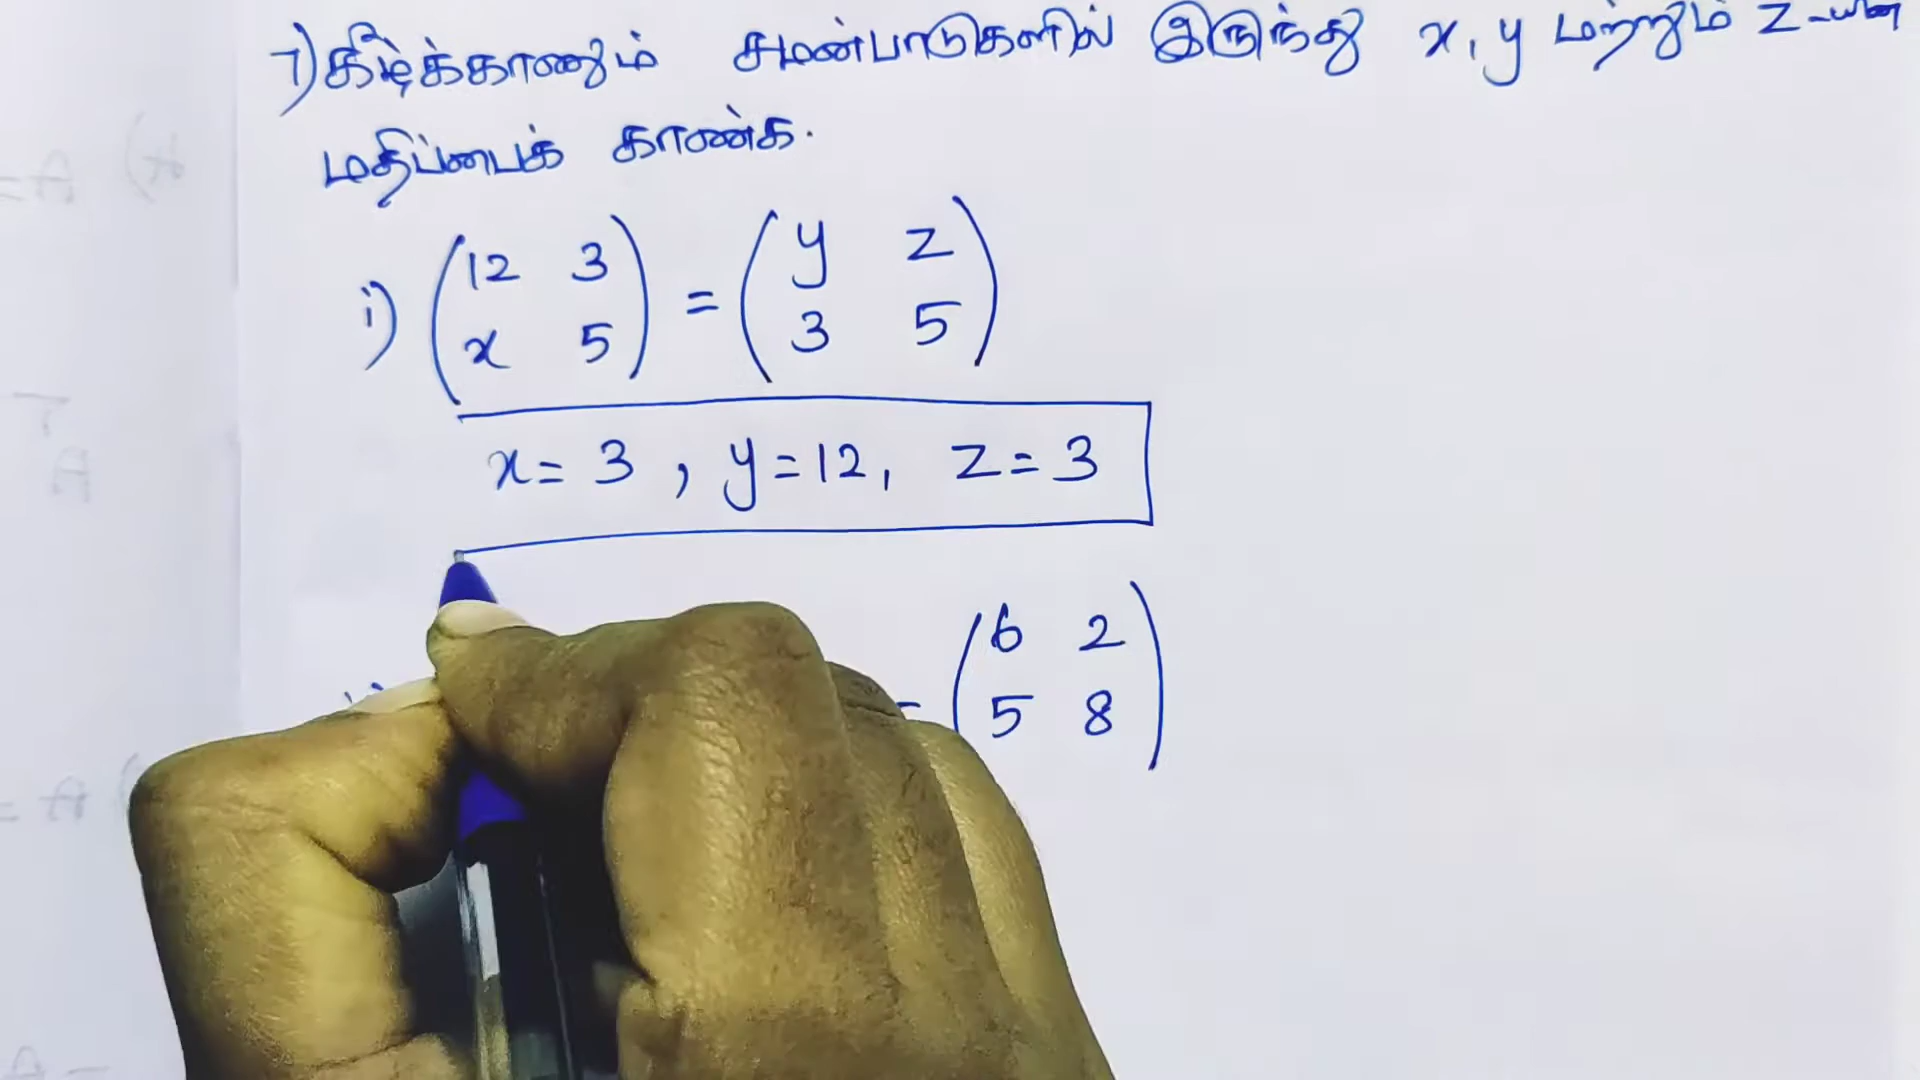 7) கீழ்க்காணும் சமன்பாடுகளில் இருந்து x, y மற்றும் z-யின்
மதிப்பைக் காண்க.
i) (12 3 x 5) = (y z 3 5)
x = 3 , y = 12, z = 3
= (6 2 5 8)